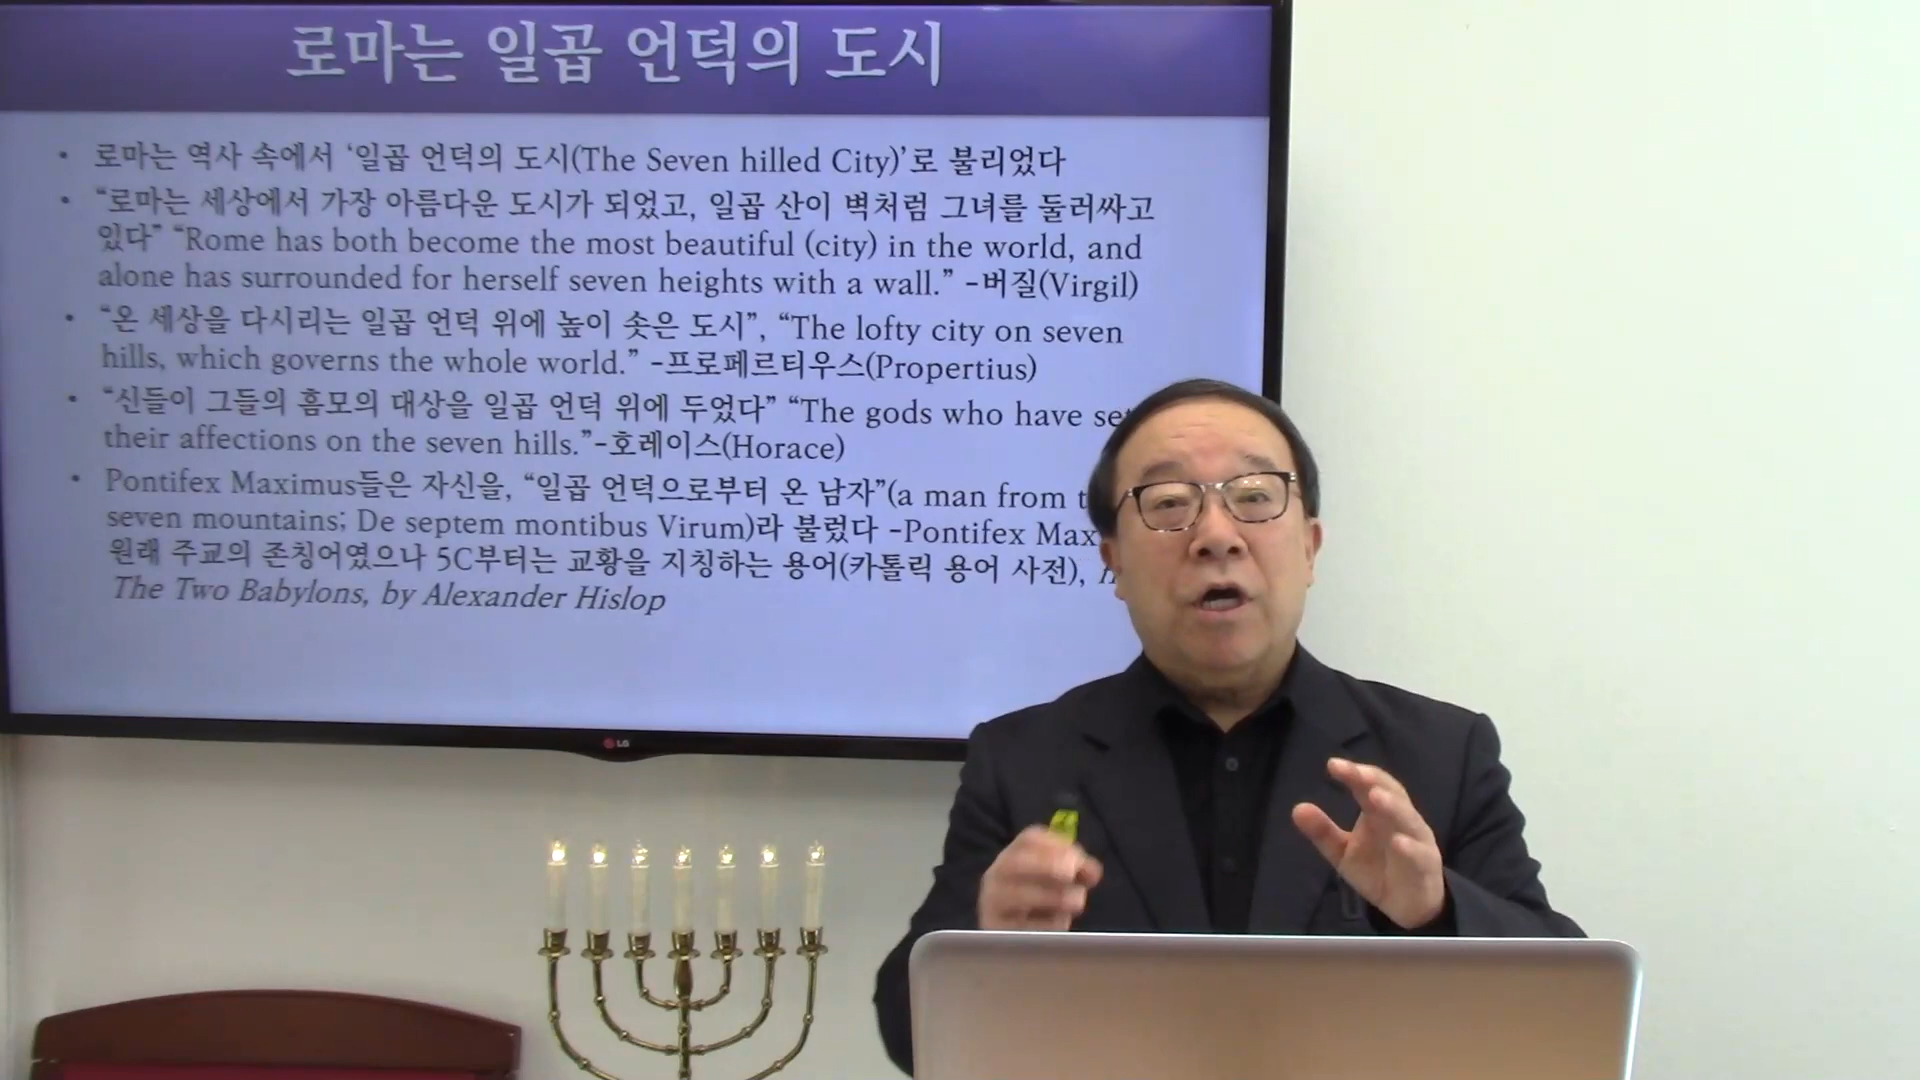 로마는 일곱 언덕의 도시
• 로마는 역사 속에서 ‘일곱 언덕의 도시(The Seven hilled City)’로 불리었다
• “로마는 세상에서 가장 아름다운 도시가 되었고, 일곱 산이 벽처럼 그녀를 둘러싸고
있다” “Rome has both become the most beautiful (city) in the world, and
alone has surrounded for herself seven heights with a wall.” -버질(Virgil)
• “온 세상을 다시리는 일곱 언덕 위에 높이 솟은 도시”, “The lofty city on seven
hills, which governs the whole world.” -프로페르티우스(Propertius)
• “신들이 그들의 흠모의 대상을 일곱 언덕 위에 두었다” “The gods who have set
their affections on the seven hills.”-호레이스(Horace)
• Pontifex Maximus들은 자신을, “일곱 언덕으로부터 온 남자”(a man from
seven mountains; De septem montibus Virum)라 불렀다 -Pontifex
원래 주교의 존칭어였으나 5C부터는 교황을 지칭하는 용어(카톨릭 용어 사전),
The Two Babylons, by Alexander Hislop
LG